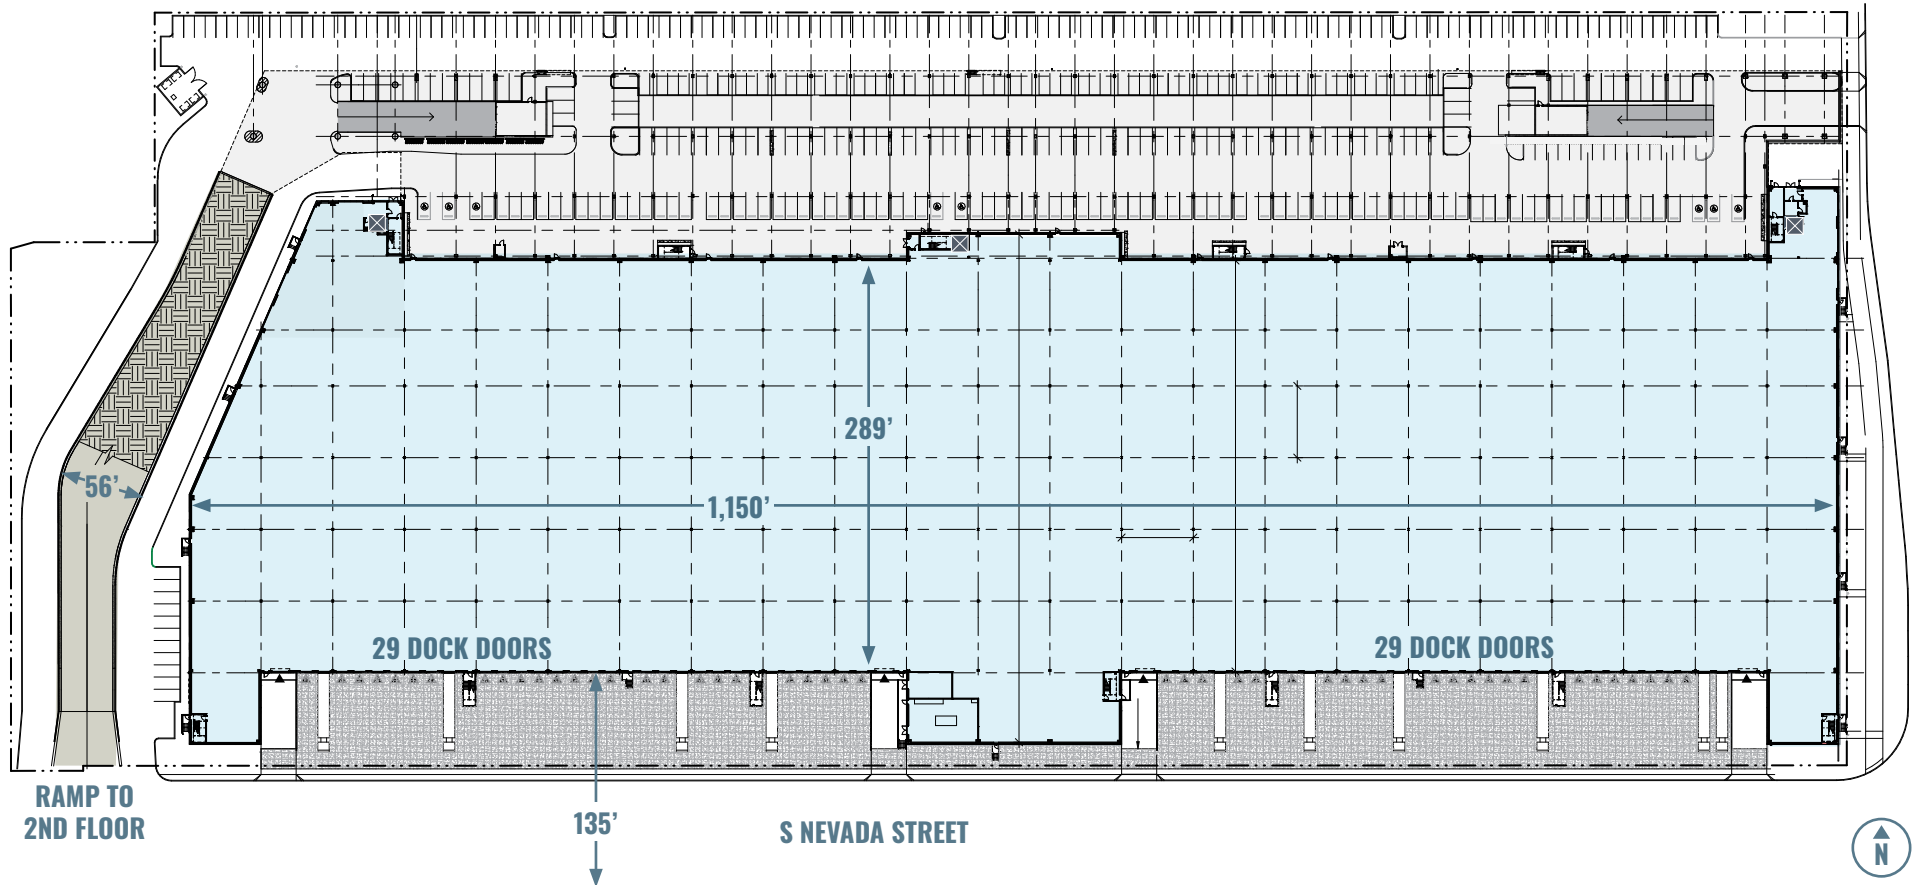 289’
56’
1,150’
29 DOCK DOORS
29 DOCK DOORS
RAMP TO
2ND FLOOR
135’
S NEVADA STREET
N